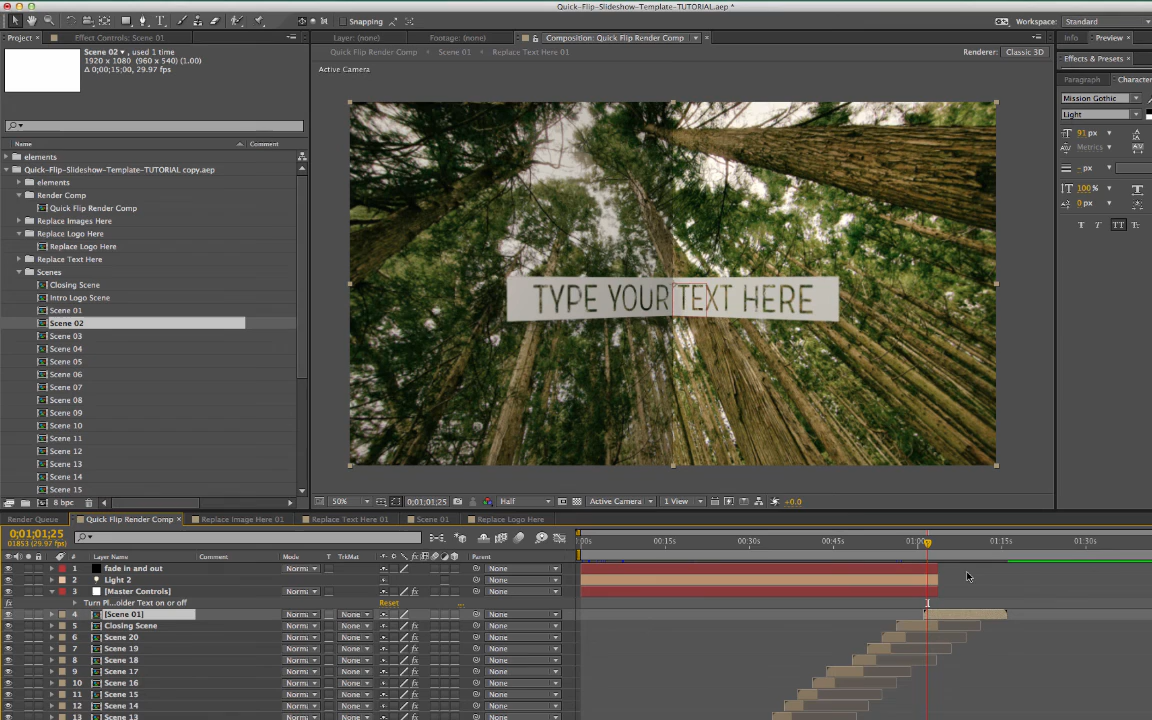 Quick-Flip-Slideshow-Template-TUTORIAL.aep *
Snapping
Workspace: Standard
Project
Effect Controls: Scene 01
Layer: (none)
Footage: (none)
Composition: Quick Flip Render Comp
Info
Preview
Scene 02 ▾, used 1 time
1920 x 1080 (960 x 540) (1.00)
Δ 0;00;15;00, 29.97 fps
Quick Flip Render Comp
Scene 01
Replace Text Here 01
Renderer: Classic 3D
Effects & Presets
Active Camera
Paragraph
Character
Mission Gothic
Light
91 px
Metrics
- px
100 %
0 px
Name
Comment
elements
Quick-Flip-Slideshow-Template-TUTORIAL copy.aep
elements
Render Comp
Quick Flip Render Comp
Replace Images Here
Replace Logo Here
Replace Logo Here
Replace Text Here
Scenes
Closing Scene
Intro Logo Scene
Scene 01
Scene 02
Scene 03
Scene 04
Scene 05
Scene 06
Scene 07
Scene 08
Scene 09
Scene 10
Scene 11
Scene 12
Scene 13
Scene 14
Scene 15
TYPE YOUR TEXT HERE
8 bpc
50%
0;01;01;25
Half
Active Camera
1 View
+0.0
Render Queue
Quick Flip Render Comp
Replace Image Here 01
Replace Text Here 01
Scene 01
Replace Logo Here
0;01;01;25
01853 (29.97 fps)
:00s
00:15s
00:30s
00:45s
01:00
01:15s
01:30s
#
Layer Name
Comment
Mode
T
TrkMat
Parent
1 fade in and out Norm None
2 Light 2 None
3 [Master Controls] Norm None
Turn Pl...older Text on or off Reset
4 [Scene 01] Norm None None
5 Closing Scene Norm None None
6 Scene 20 Norm None None
7 Scene 19 Norm None None
8 Scene 18 Norm None None
9 Scene 17 Norm None None
10 Scene 16 Norm None None
11 Scene 15 Norm None None
12 Scene 14 Norm None None
13 Scene 13 Norm None None